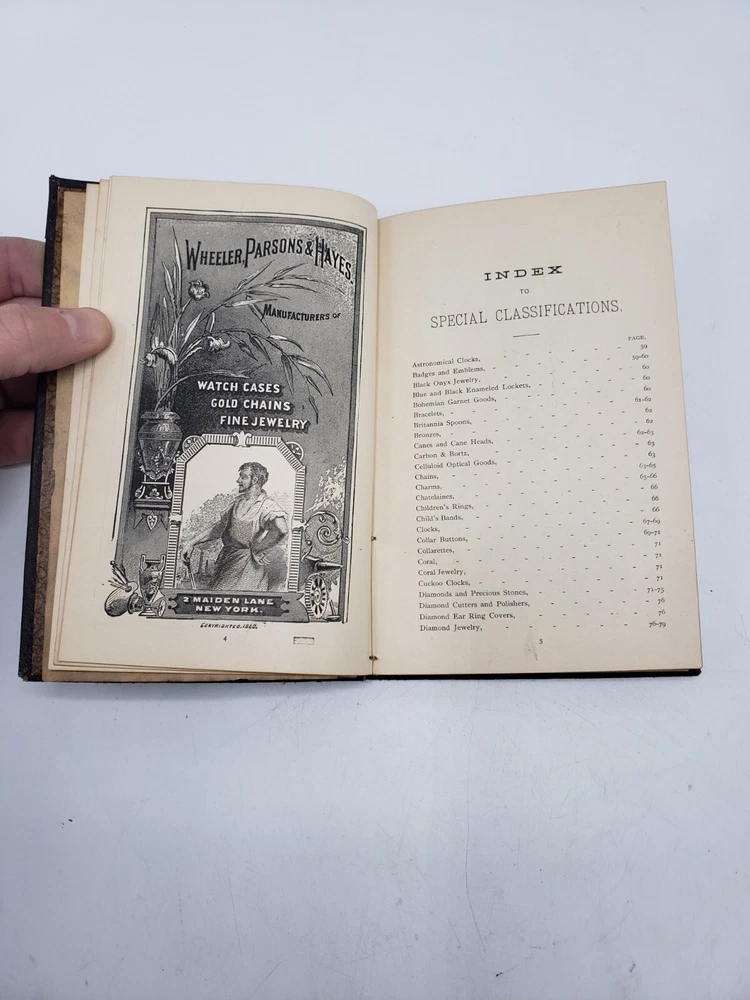 WHEELER, PARSONS & HAYES.
MANUFACTURERS OF
WATCH CASES
GOLD CHAINS
FINE JEWELRY
2 MAIDEN LANE
NEW YORK.
COPYRIGHTED. 1880.
4
INDEX
TO
SPECIAL CLASSIFICATIONS.
PAGE.
Astronomical Clocks, - - - - - 59
Badges and Emblems, - - - - - 59-60
Black Onyx Jewelry, - - - - - 60
Blue and Black Enameled Lockets, - - - - 60
Bohemian Garnet Goods, - - - - - 60
Bracelets, - - - - - - 61-62
Britannia Spoons, - - - - - 62
Bronzes, - - - - - - 62
Canes and Cane Heads, - - - - - 62-63
Carbon & Bortz, - - - - - 63
Celluloid Optical Goods, - - - - - 63
Chains, - - - - - - 63-65
Charms, - - - - - - 65-66
Chatelaines, - - - - - - 66
Children's Rings, - - - - - 66
Child's Bands, - - - - - - 66
Clocks, - - - - - - 67-69
Collar Buttons, - - - - - - 69-71
Collarettes, - - - - - - 71
Coral, - - - - - - 71
Coral Jewelry, - - - - - - 71
Cuckoo Clocks, - - - - - - 71
Diamonds and Precious Stones, - - - - 71-75
Diamond Cutters and Polishers, - - - - 76
Diamond Ear Ring Covers, - - - - - 76
Diamond Jewelry, - - - - - - 76-79
5